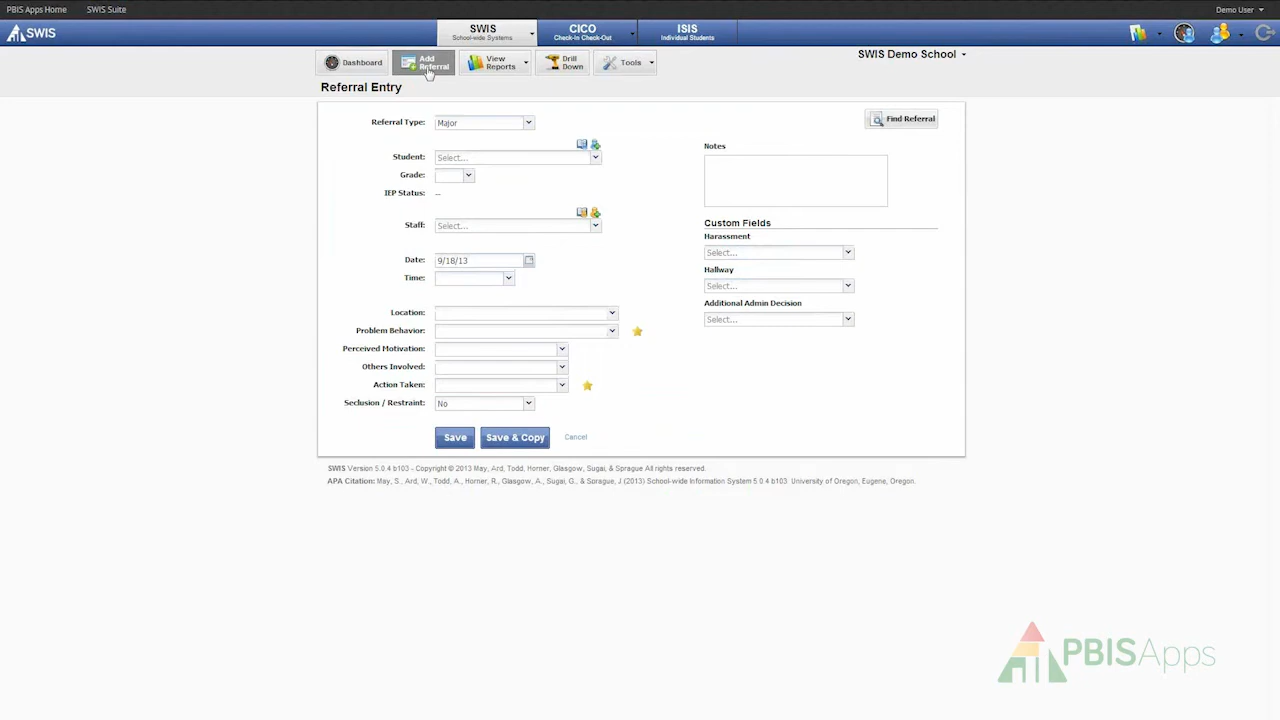 PBIS Apps Home SWIS Suite Demo User
SWIS
SWIS
School-wide Systems
CICO
Check-In Check-Out
ISIS
Individual Students
Dashboard
Add
Referral
View
Reports
Drill
Down
Tools
SWIS Demo School
Referral Entry
Referral Type: Major
Find Referral
Student: Select...
Grade:
IEP Status: --
Staff: Select...
Date: 9/18/13
Time:
Location:
Problem Behavior:
Perceived Motivation:
Others Involved:
Action Taken:
Seclusion / Restraint: No
Notes
Custom Fields
Harassment
Select...
Hallway
Select...
Additional Admin Decision
Select...
Save Save & Copy Cancel
SWIS Version 5.0.4 b103 - Copyright © 2013 May, Ard, Todd, Horner, Glasgow, Sugai, & Sprague All rights reserved.
APA Citation: May, S., Ard, W., Todd, A., Horner, R., Glasgow, A., Sugai, G., & Sprague, J.(2013) School-wide Information System 5.0.4 b103. University of Oregon, Eugene, Oregon.
PBISApps